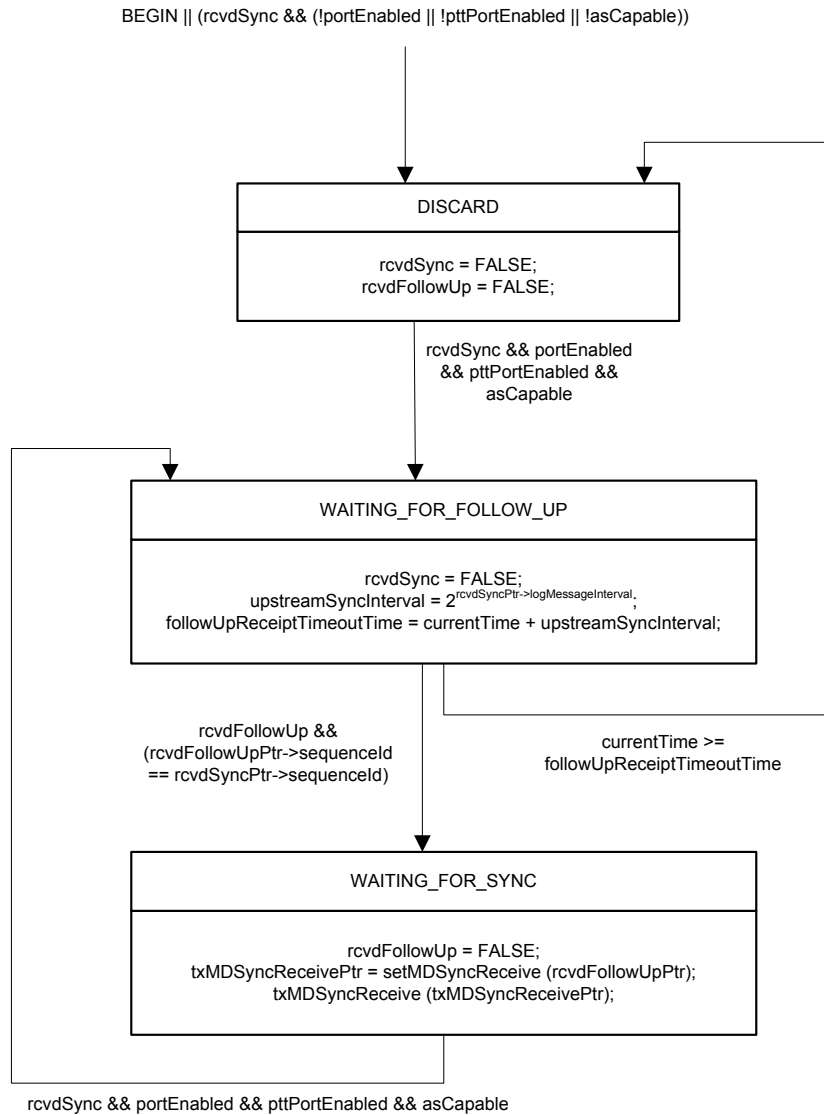 BEGIN || (rcvdSync && (!portEnabled || !pttPortEnabled || !asCapable))
DISCARD
rcvdSync = FALSE;
rcvdFollowUp = FALSE;
rcvdSync && portEnabled
&& pttPortEnabled &&
asCapable
WAITING_FOR_FOLLOW_UP
rcvdSync = FALSE;
upstreamSyncInterval = 2^rcvdSyncPtr->logMessageInterval;
followUpReceiptTimeoutTime = currentTime + upstreamSyncInterval;
rcvdFollowUp &&
(rcvdFollowUpPtr->sequenceId
== rcvdSyncPtr->sequenceId)
currentTime >=
followUpReceiptTimeoutTime
WAITING_FOR_SYNC
rcvdFollowUp = FALSE;
txMDSyncReceivePtr = setMDSyncReceive (rcvdFollowUpPtr);
txMDSyncReceive (txMDSyncReceivePtr);
rcvdSync && portEnabled && pttPortEnabled && asCapable